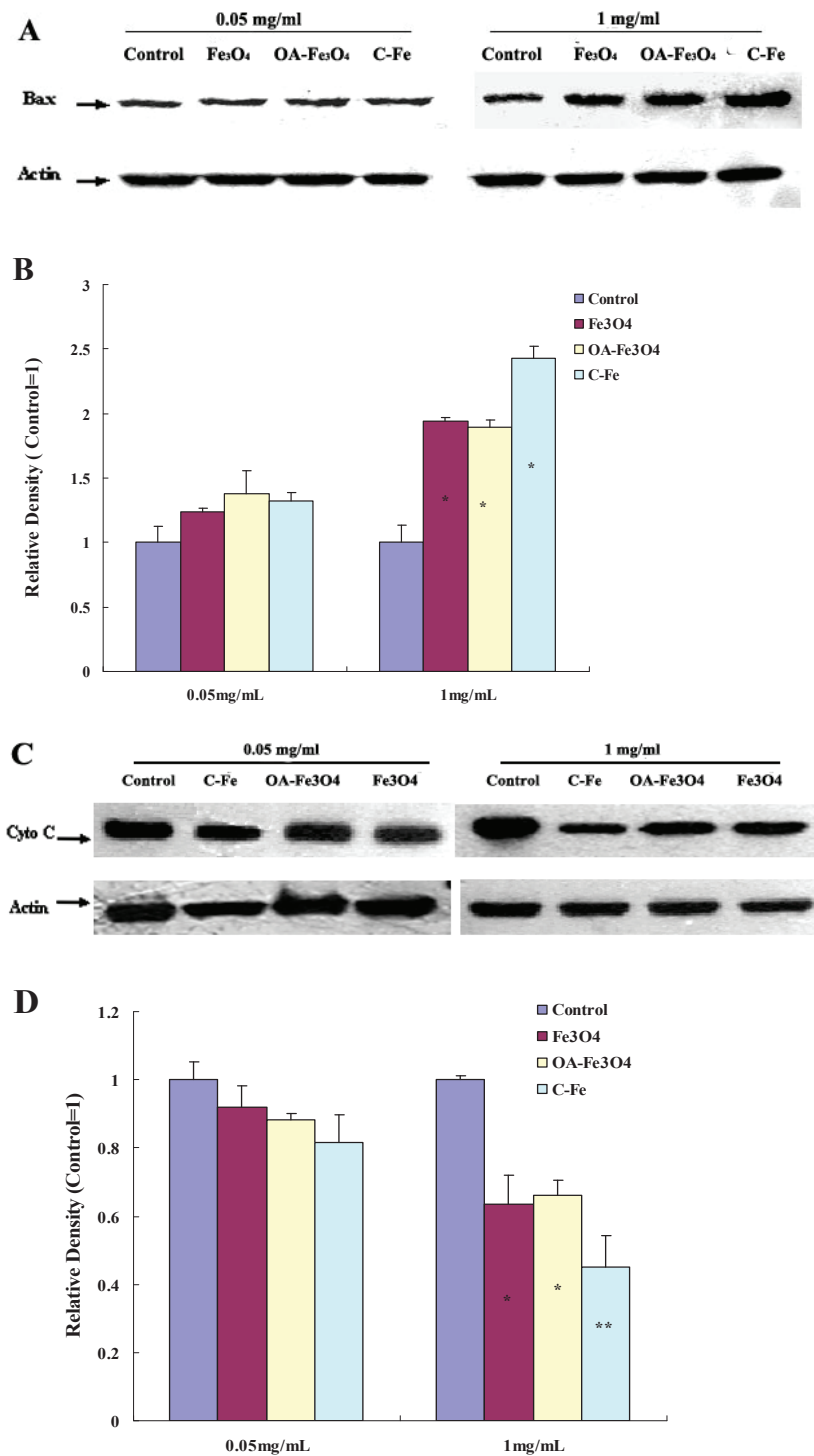 A
0.05 mg/ml
1 mg/ml
Control Fe₃O₄ OA-Fe₃O₄ C-Fe
Control Fe₃O₄ OA-Fe₃O₄ C-Fe
Bax
Actin
B
3
2.5
2
1.5
1
0.5
0
Relative Density ( Control=1)
Control
Fe3O4
OA-Fe3O4
C-Fe
* * *
0.05mg/mL 1mg/mL
C
0.05 mg/ml
1 mg/ml
Control C-Fe OA-Fe3O4 Fe3O4
Control C-Fe OA-Fe3O4 Fe3O4
Cyto C
Actin
D
1.2
1
0.8
0.6
0.4
0.2
0
Relative Density (Control=1)
Control
Fe3O4
OA-Fe3O4
C-Fe
* * **
0.05mg/mL 1mg/mL